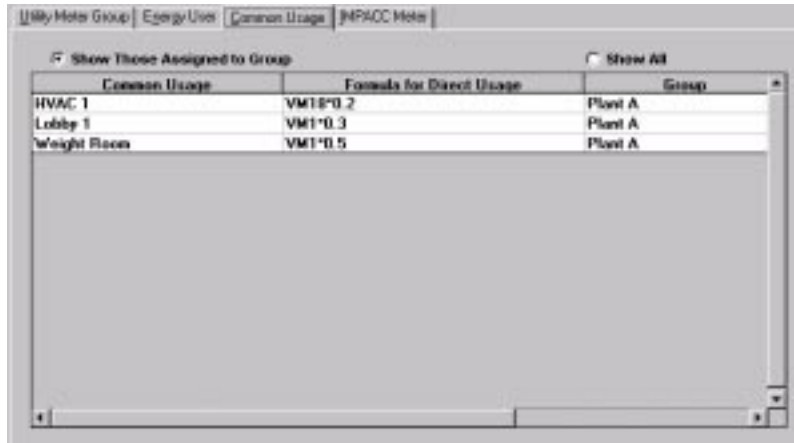 Utility Meter Group Energy User Common Usage IMPACC Meter
Show Those Assigned to Group Show All
Common Usage Formula for Direct Usage Group
HVAC 1 VM18*0.2 Plant A
Lobby 1 VM1*0.3 Plant A
Weight Room VM1*0.5 Plant A